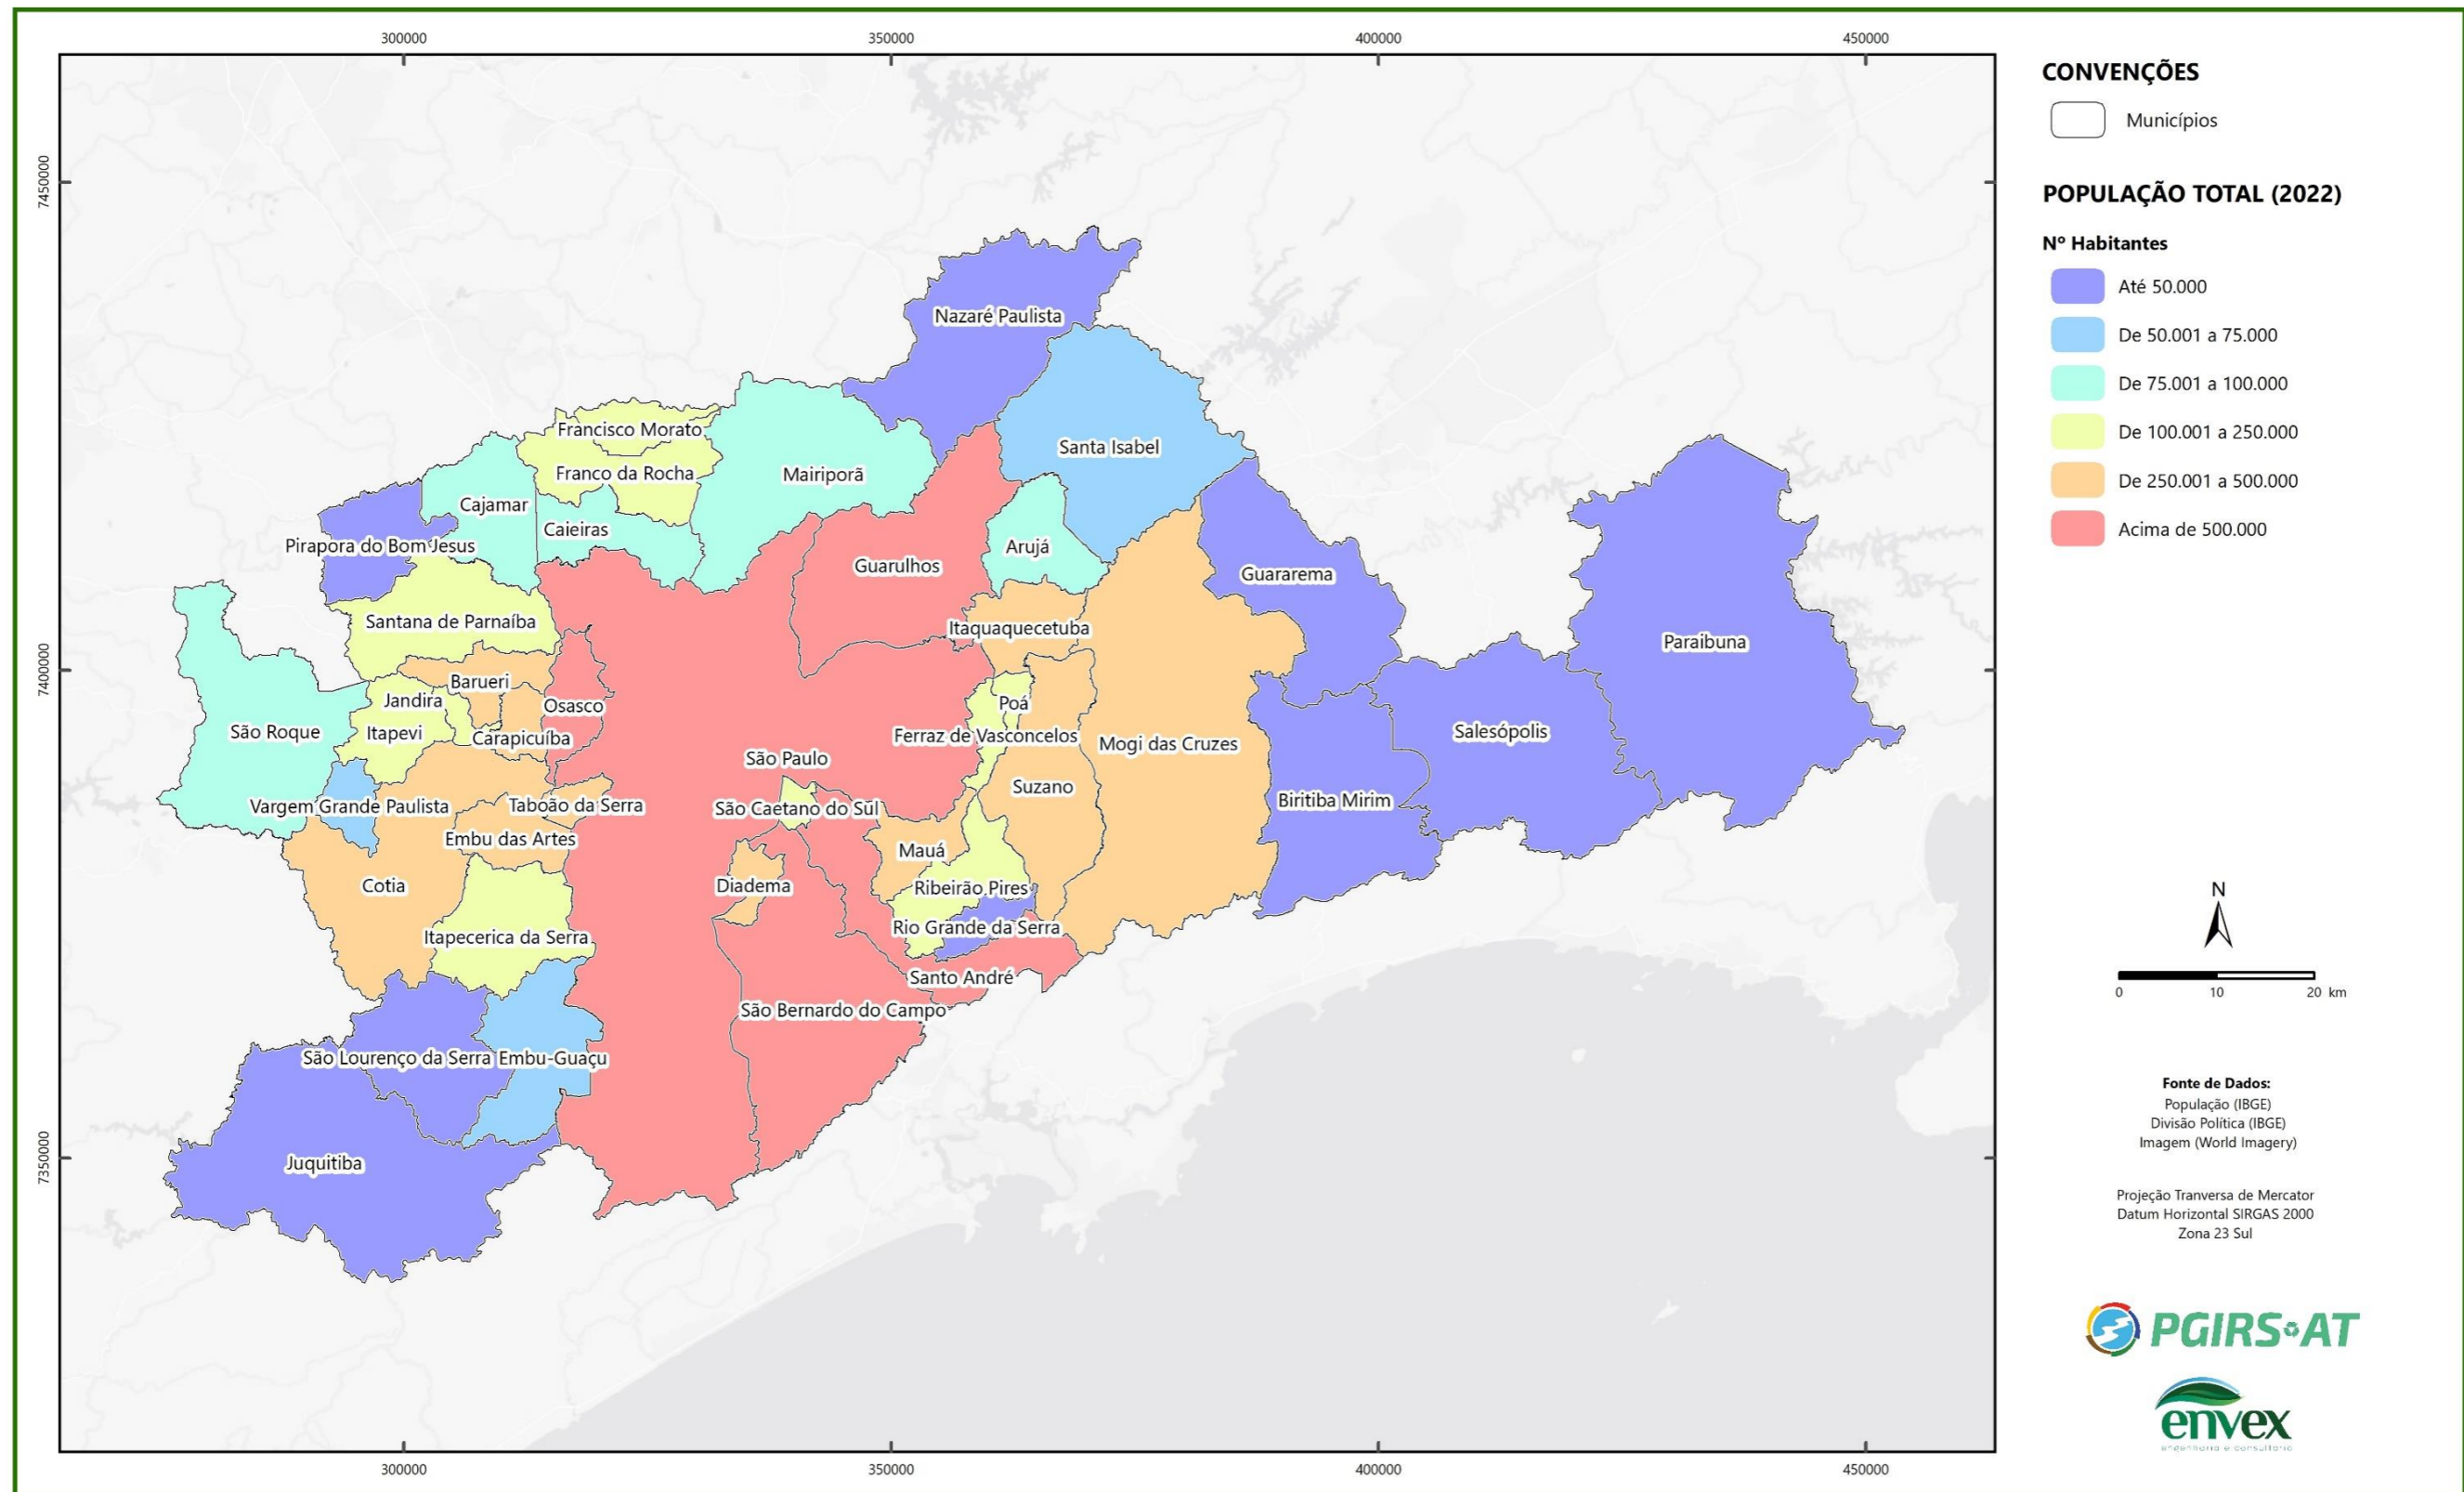 300000
350000
400000
450000
7450000
7400000
7350000
Nazaré Paulista
Francisco Morato
Santa Isabel
Franco da Rocha
Mairiporã
Cajamar
Caieiras
Pirapora do Bom Jesus
Arujá
Guarulhos
Guararema
Santana de Parnaíba
Itaquaquecetuba
Paraibuna
Barueri
Jandira
Poá
Osasco
São Roque
Itapevi
Carapicuíba
Ferraz de Vasconcelos
Mogi das Cruzes
Salesópolis
São Paulo
Suzano
Vargem Grande Paulista
Taboão da Serra
São Caetano do Sul
Biritiba Mirim
Embu das Artes
Mauá
Cotia
Diadema
Ribeirão Pires
Itapecerica da Serra
Rio Grande da Serra
Santo André
São Bernardo do Campo
São Lourenço da Serra
Embu-Guaçu
Juquitiba
300000
350000
400000
450000
CONVENÇÕES
Municípios
POPULAÇÃO TOTAL (2022)
Nº Habitantes
Até 50.000
De 50.001 a 75.000
De 75.001 a 100.000
De 100.001 a 250.000
De 250.001 a 500.000
Acima de 500.000
N
0 10 20 km
Fonte de Dados:
População (IBGE)
Divisão Política (IBGE)
Imagem (World Imagery)
Projeção Tranversa de Mercator
Datum Horizontal SIRGAS 2000
Zona 23 Sul
PGIRS AT
envex
engenharia e consultoria